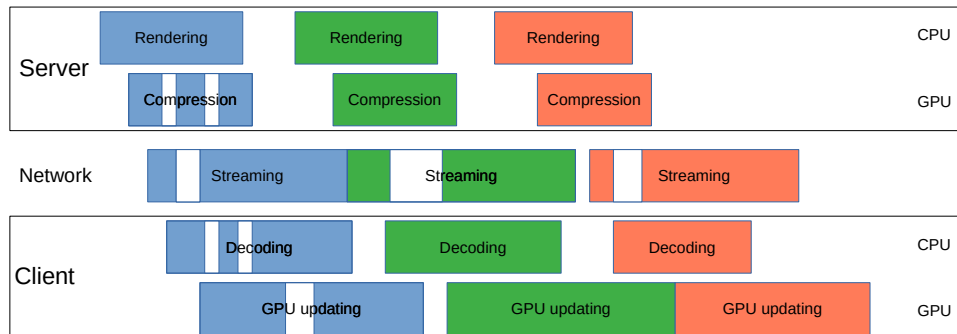 Rendering Rendering Rendering CPU
Server
Compression Compression Compression GPU
Network Streaming Streaming Streaming
Decoding Decoding Decoding CPU
Client
GPU updating GPU updating GPU updating GPU